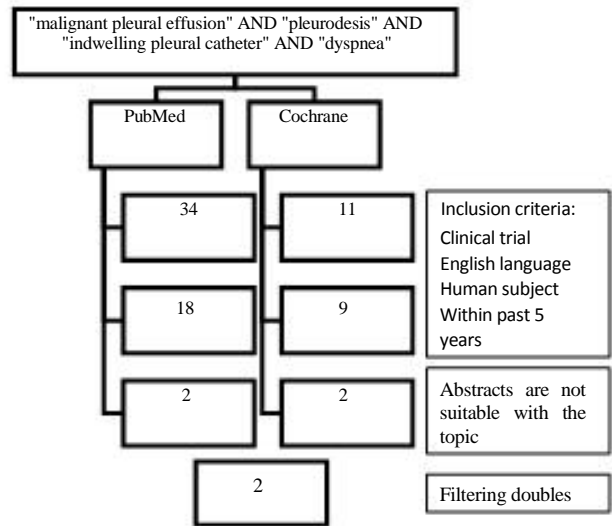 "malignant pleural effusion" AND "pleurodesis" AND
"indwelling pleural catheter" AND "dyspnea"
PubMed
Cochrane
34
11
Inclusion criteria:
Clinical trial
English language
Human subject
Within past 5
years
18
9
2
2
Abstracts are not
suitable with the
topic
2
Filtering doubles